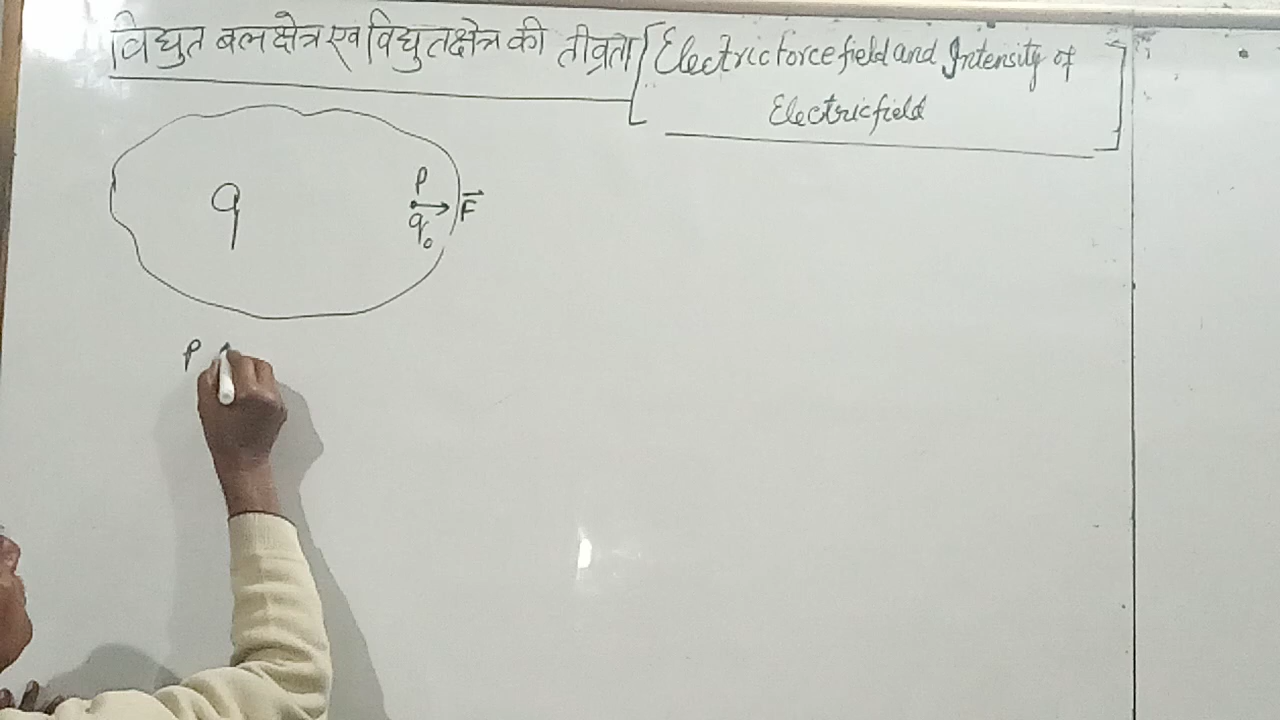 विद्युत बल क्षेत्र एवं विद्युत क्षेत्र की तीव्रता [Electric force field and Intensity of
Electric field]
P
q F⃗
q₀
P